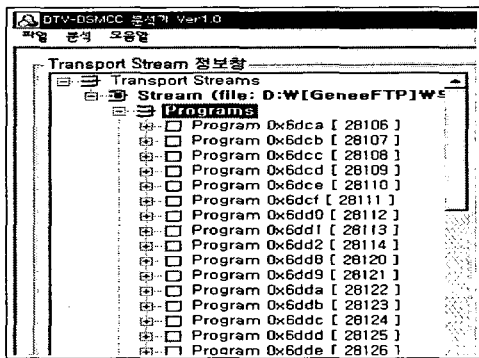 DTV-DSMCC 분석기 Ver1.0
파일 분석 도움말
Transport Stream 정보창
Transport Streams
Stream (file: D:₩[GeneeFTP]₩S
Programs
Program 0x6dca [ 28106 ]
Program 0x6dcb [ 28107 ]
Program 0x6dcc [ 28108 ]
Program 0x6dcd [ 28109 ]
Program 0x6dce [ 28110 ]
Program 0x6dcf [ 28111 ]
Program 0x6dd0 [ 28112 ]
Program 0x6dd1 [ 28113 ]
Program 0x6dd2 [ 28114 ]
Program 0x6dd8 [ 28120 ]
Program 0x6dd9 [ 28121 ]
Program 0x6dda [ 28122 ]
Program 0x6ddb [ 28123 ]
Program 0x6ddc [ 28124 ]
Program 0x6ddd [ 28125 ]
Program 0x6dde [ 28126 ]